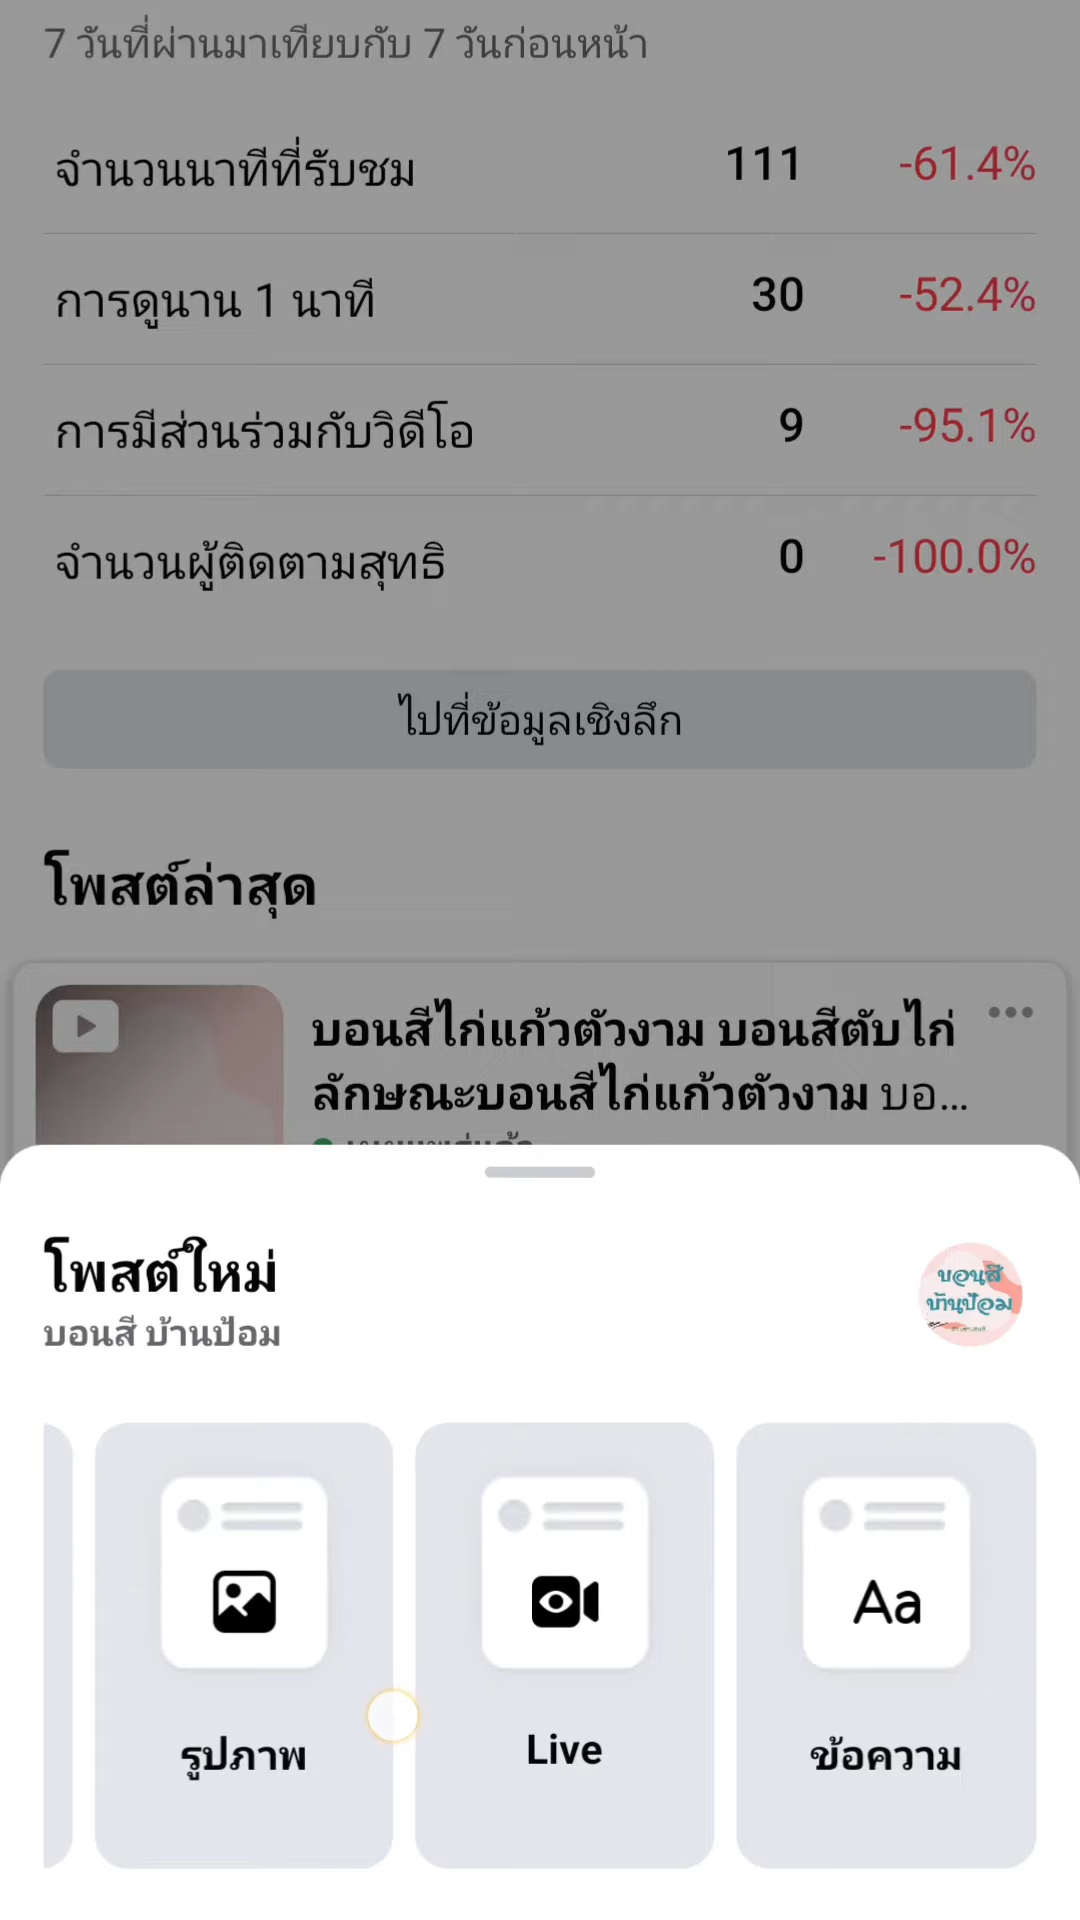 7 วันที่ผ่านมาเทียบกับ 7 วันก่อนหน้า
จำนวนนาทีที่รับชม 111 -61.4%
การดูนาน 1 นาที 30 -52.4%
การมีส่วนร่วมกับวิดีโอ 9 -95.1%
จำนวนผู้ติดตามสุทธิ 0 -100.0%
ไปที่ข้อมูลเชิงลึก
โพสต์ล่าสุด
บอนสีไก่แก้วตัวงาม บอนสีตับไก่
ลักษณะบอนสีไก่แก้วตัวงาม บอ...
โพสต์ใหม่
บอนสี บ้านป้อม
บอนสี
บ้านป้อม
Aa
รูปภาพ Live ข้อความ